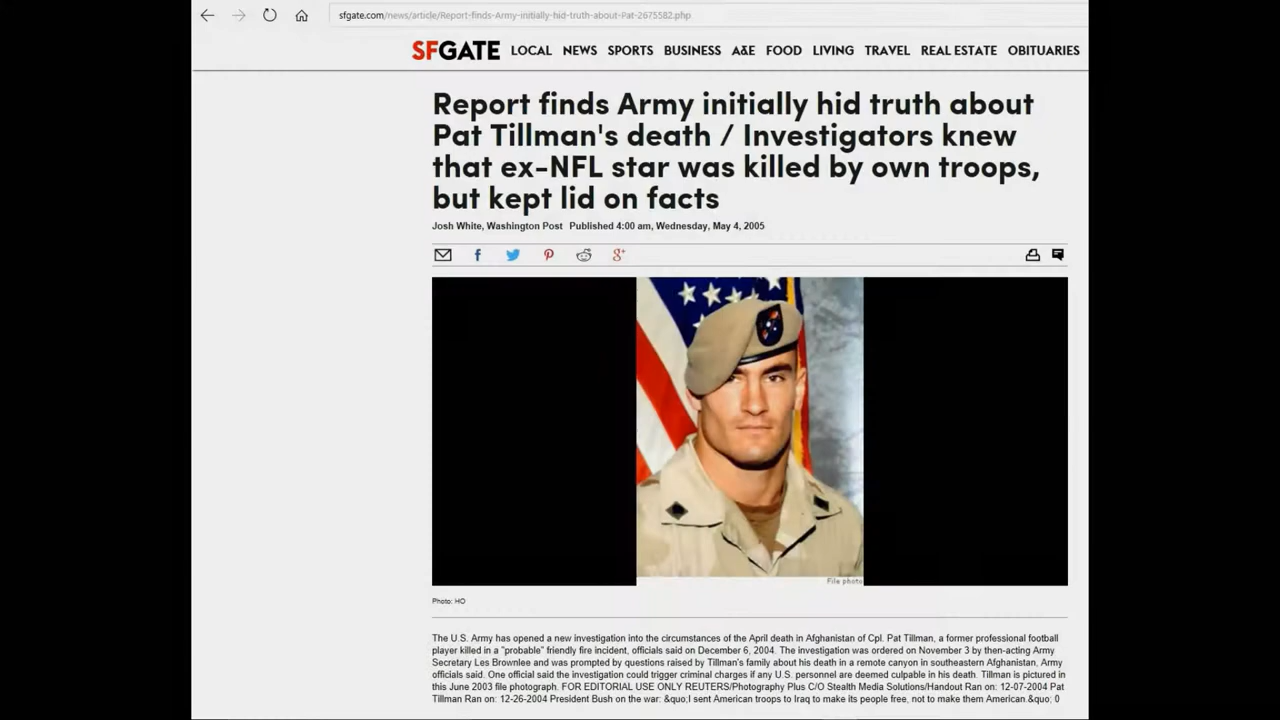 sfgate.com/news/article/Report-finds-Army-initially-hid-truth-about-Pat-2675582.php
SFGATE LOCAL NEWS SPORTS BUSINESS A&E FOOD LIVING TRAVEL REAL ESTATE OBITUARIES
Report finds Army initially hid truth about
Pat Tillman's death / Investigators knew
that ex-NFL star was killed by own troops,
but kept lid on facts
Josh White, Washington Post Published 4:00 am, Wednesday, May 4, 2005
File photo
Photo: HO
The U.S. Army has opened a new investigation into the circumstances of the April death in Afghanistan of Cpl. Pat Tillman, a former professional football
player killed in a "probable" friendly fire incident, officials said on December 6, 2004. The investigation was ordered on November 3 by then-acting Army
Secretary Les Brownlee and was prompted by questions raised by Tillman's family about his death in a remote canyon in southeastern Afghanistan, Army
officials said. One official said the investigation could trigger criminal charges if any U.S. personnel are deemed culpable in his death. Tillman is pictured in
this June 2003 file photograph. FOR EDITORIAL USE ONLY REUTERS/Photography Plus C/O Stealth Media Solutions/Handout Ran on: 12-07-2004 Pat
Tillman Ran on: 12-26-2004 President Bush on the war: &quo;I sent American troops to Iraq to make its people free, not to make them American.&quo; 0